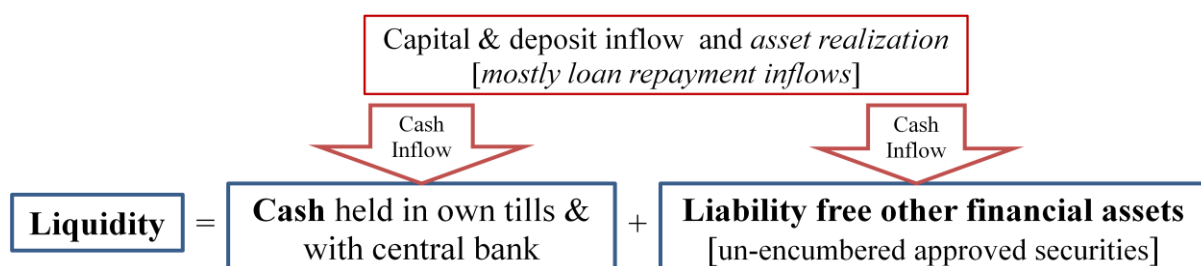 Capital & deposit inflow and asset realization
[mostly loan repayment inflows]
Cash
Inflow
Cash
Inflow
Liquidity = Cash held in own tills & + Liability free other financial assets
with central bank [un-encumbered approved securities]